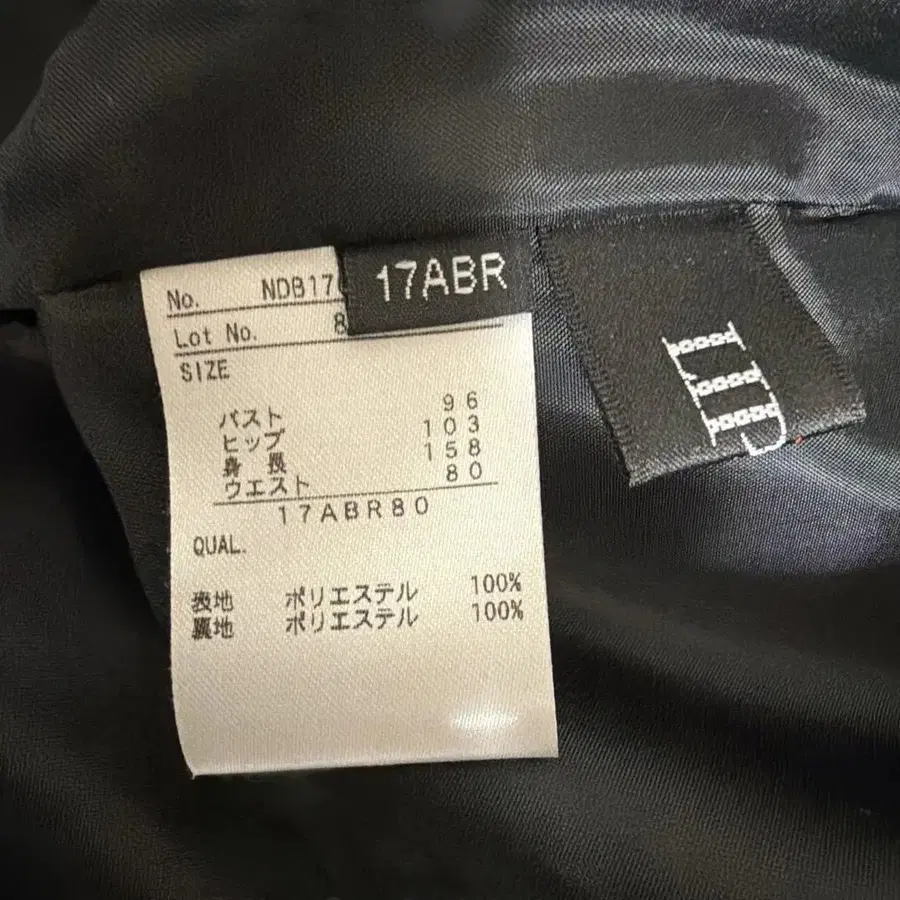 No. NDB17
Lot No. 8
SIZE
バスト 96
ヒップ 103
身長 158
ウエスト 80
17ABR80
QUAL.
表地 ポリエステル 100%
裏地 ポリエステル 100%
17ABR